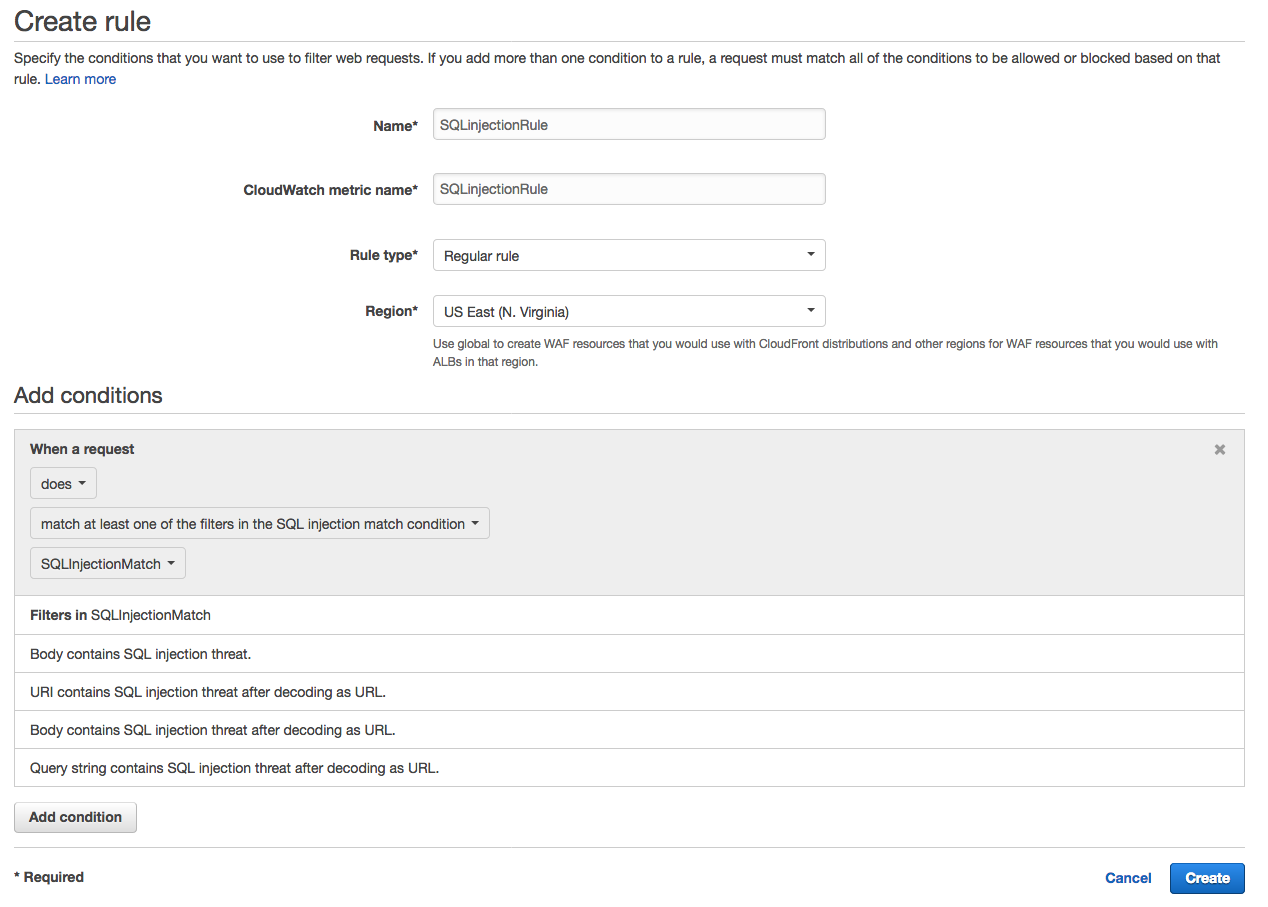 Create rule
Specify the conditions that you want to use to filter web requests. If you add more than one condition to a rule, a request must match all of the conditions to be allowed or blocked based on that
rule. Learn more
Name*
SQLinjectionRule
CloudWatch metric name*
SQLinjectionRule
Rule type*
Regular rule
Region*
US East (N. Virginia)
Use global to create WAF resources that you would use with CloudFront distributions and other regions for WAF resources that you would use with
ALBs in that region.
Add conditions
When a request
does
match at least one of the filters in the SQL injection match condition
SQLInjectionMatch
Filters in SQLInjectionMatch
Body contains SQL injection threat.
URI contains SQL injection threat after decoding as URL.
Body contains SQL injection threat after decoding as URL.
Query string contains SQL injection threat after decoding as URL.
Add condition
* Required
Cancel
Create